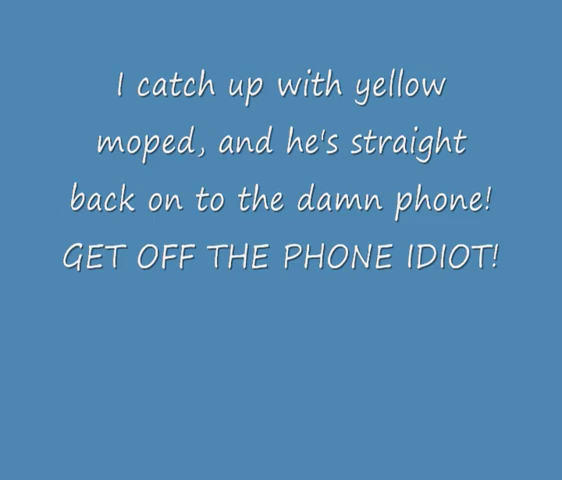 I catch up with yellow
moped, and he's straight
back on to the damn phone!
GET OFF THE PHONE IDIOT!